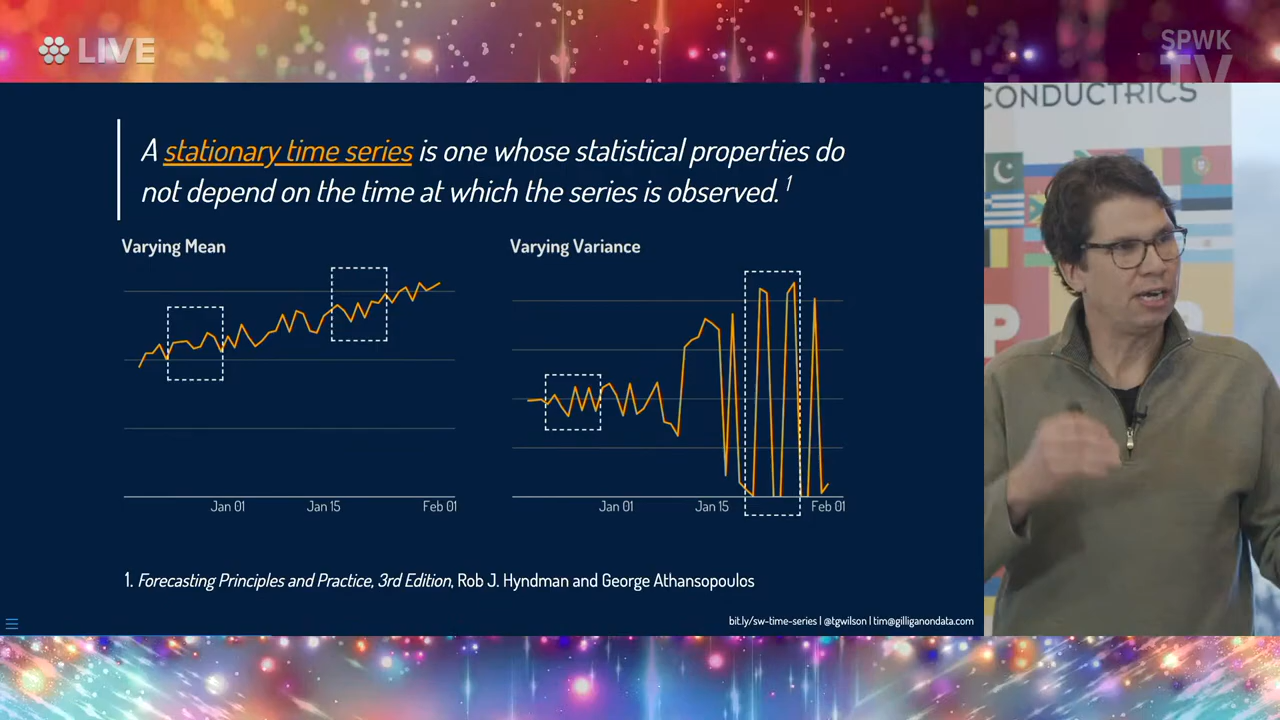 LIVE
SPWK
TV
CONDUCTRICS
A stationary time series is one whose statistical properties do
not depend on the time at which the series is observed. 1
Varying Mean
Varying Variance
Jan 01
Jan 15
Feb 01
Jan 01
Jan 15
Feb 01
P
1. Forecasting Principles and Practice, 3rd Edition, Rob J. Hyndman and George Athansopoulos
bit.ly/sw-time-series | @tgwilson | tim@gilliganondata.com